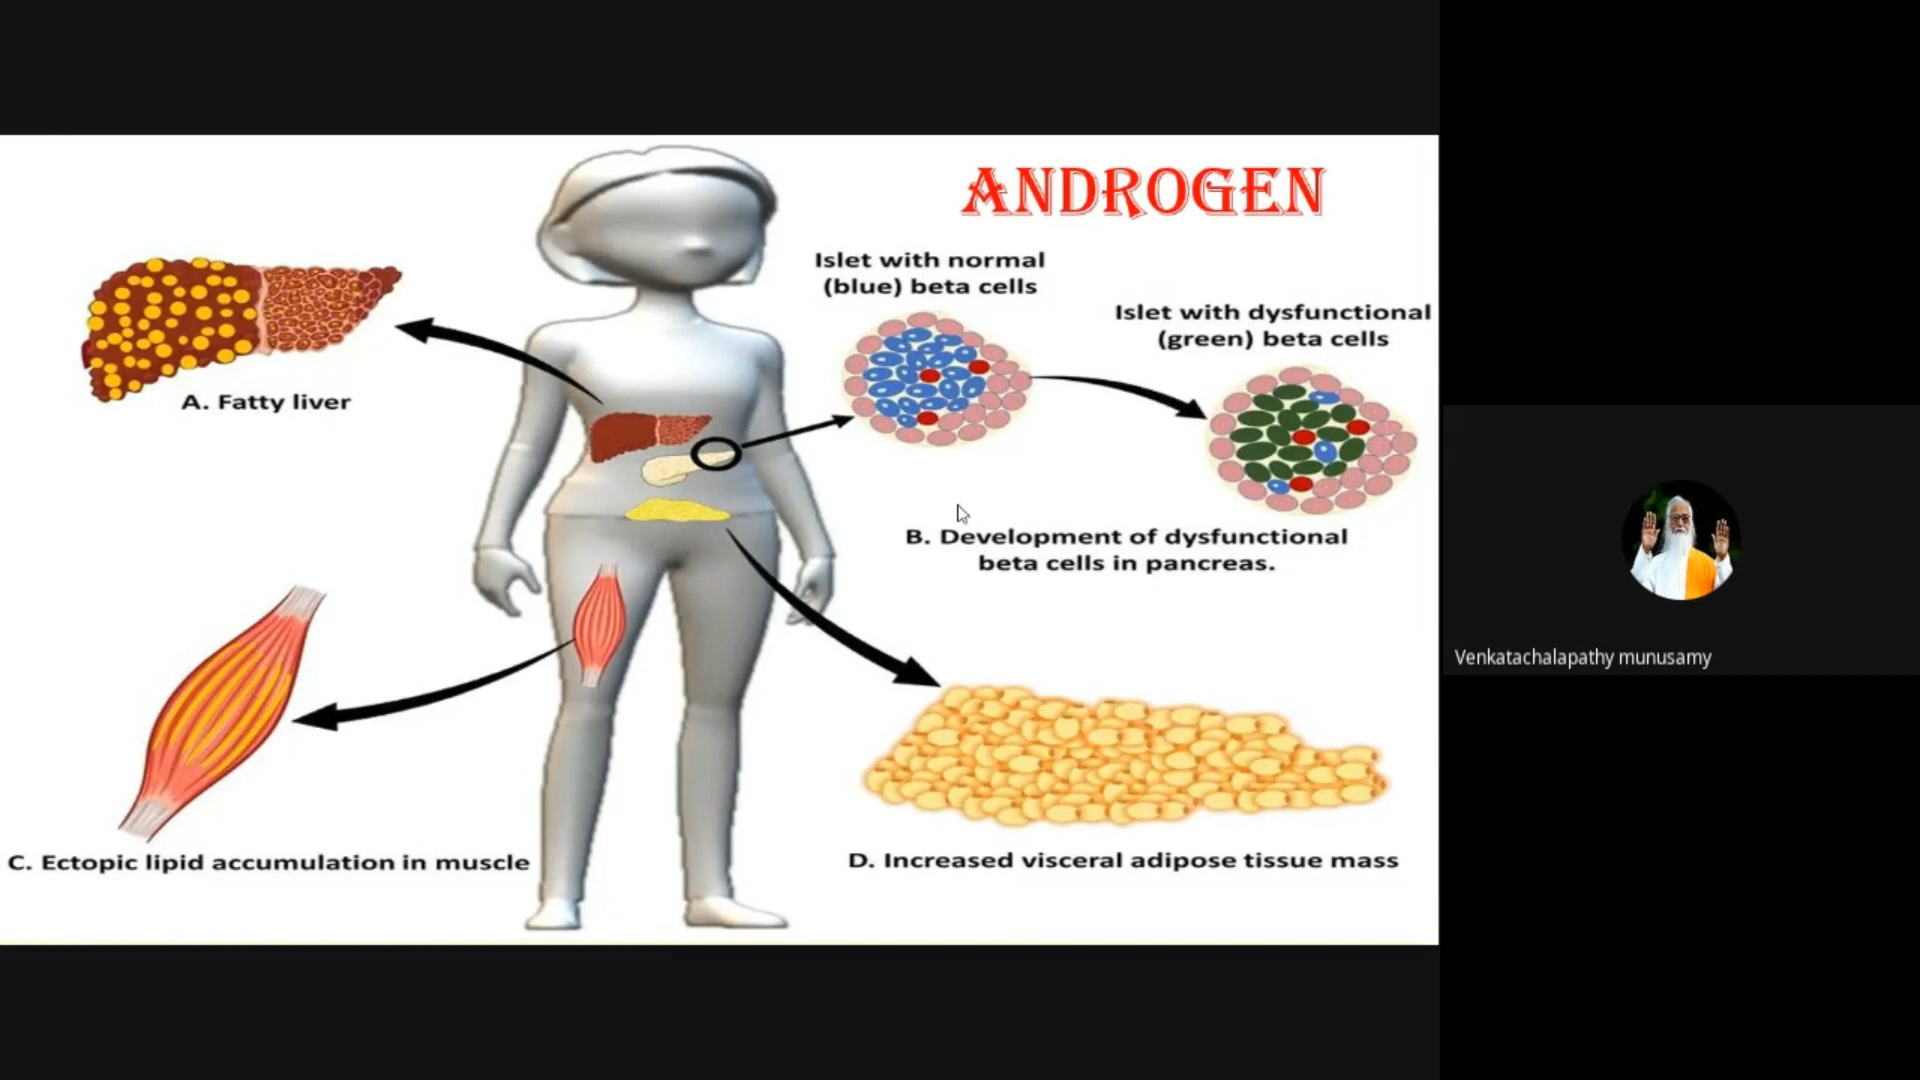 ANDROGEN
Islet with normal
(blue) beta cells
Islet with dysfunctional
(green) beta cells
A. Fatty liver
B. Development of dysfunctional
beta cells in pancreas.
Venkatachalapathy munusamy
C. Ectopic lipid accumulation in muscle
D. Increased visceral adipose tissue mass